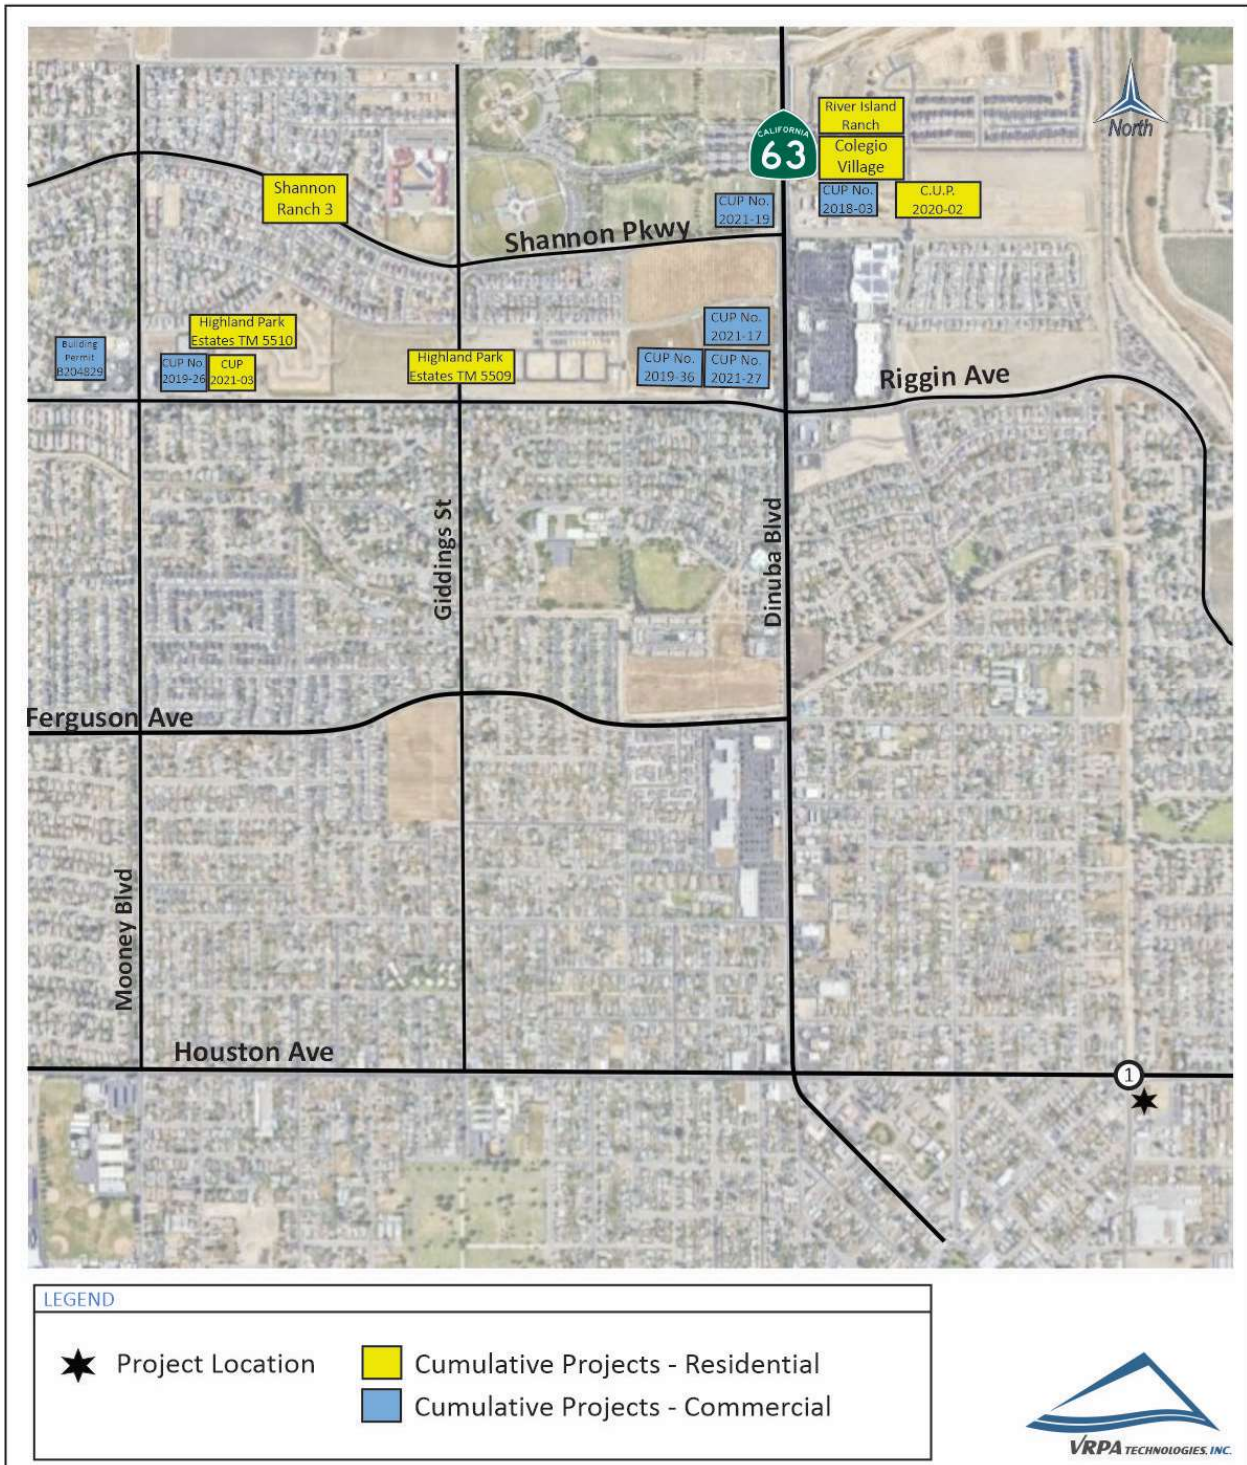 River Island
Ranch
North
CALIFORNIA
63
Colegio
Village
Shannon
Ranch 3
CUP No.
2021-19
CUP No.
2018-03
C.U.P.
2020-02
Shannon Pkwy
Highland Park
Estates TM 5510
CUP No.
2021-17
Building
Permit
B204829
CUP No.
2019-26
CUP
2021-03
Highland Park
Estates TM 5509
CUP No.
2019-36
CUP No.
2021-27
Riggin Ave
Giddings St
Dinuba Blvd
Ferguson Ave
Mooney Blvd
Houston Ave
1
LEGEND
Project Location
Cumulative Projects - Residential
Cumulative Projects - Commercial
VRPA TECHNOLOGIES, INC.